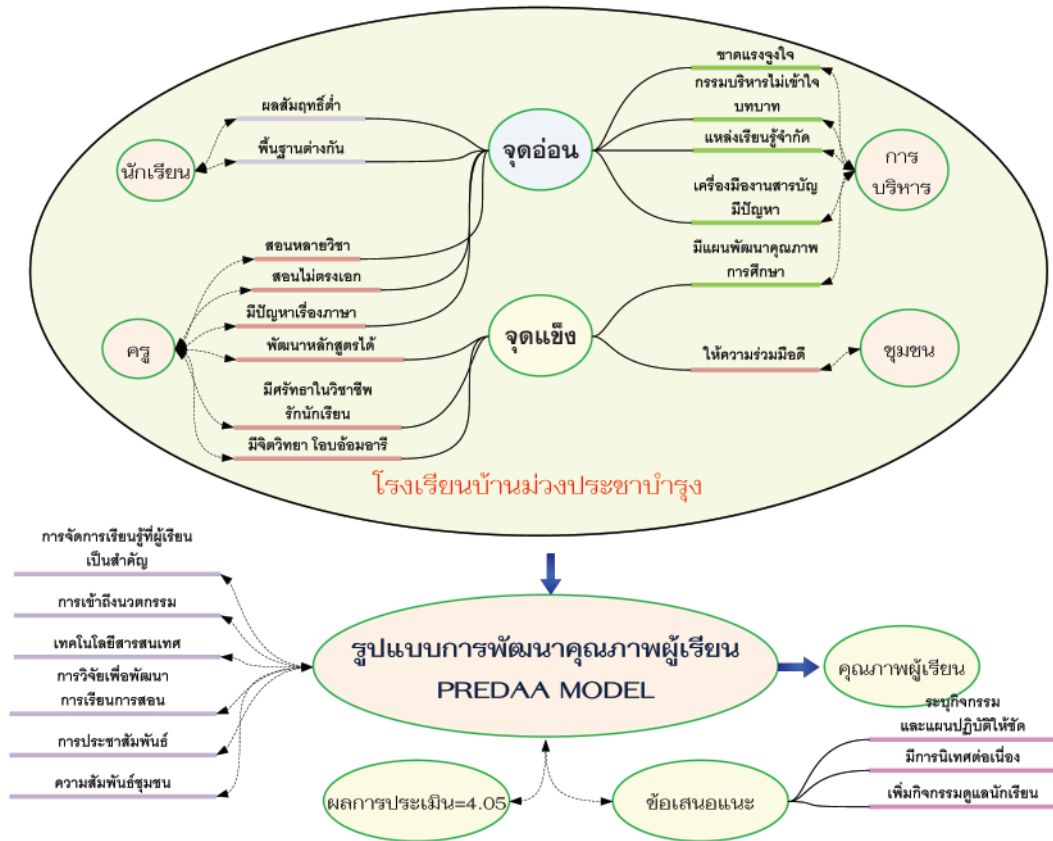 ขาดแรงจูงใจ
กรรมบริหารไม่เข้าใจ
บทบาท
แหล่งเรียนรู้จำกัด
เครื่องมืองานสารบัญ
มีปัญหา
มีแผนพัฒนาคุณภาพ
การศึกษา
ให้ความร่วมมือดี
การ
บริหาร
ชุมชน
จุดอ่อน
จุดแข็ง
ผลสัมฤทธิ์ต่ำ
พื้นฐานต่างกัน
นักเรียน
สอนหลายวิชา
สอนไม่ตรงเอก
มีปัญหาเรื่องภาษา
พัฒนาหลักสูตรได้
มีศรัทธาในวิชาชีพ
รักนักเรียน
มีจิตวิทยา โอบอ้อมอารี
ครู
โรงเรียนบ้านม่วงประชาบำรุง
การจัดการเรียนรู้ที่ผู้เรียน
เป็นสำคัญ
การเข้าถึงนวตกรรม
เทคโนโลยีสารสนเทศ
การวิจัยเพื่อพัฒนา
การเรียนการสอน
การประชาสัมพันธ์
ความสัมพันธ์ชุมชน
รูปแบบการพัฒนาคุณภาพผู้เรียน
PREDAA MODEL
คุณภาพผู้เรียน
ผลการประเมิน=4.05
ข้อเสนอแนะ
ระบุกิจกรรม
และแผนปฏิบัติให้ชัด
มีการนิเทศต่อเนื่อง
เพิ่มกิจกรรมดูแลนักเรียน